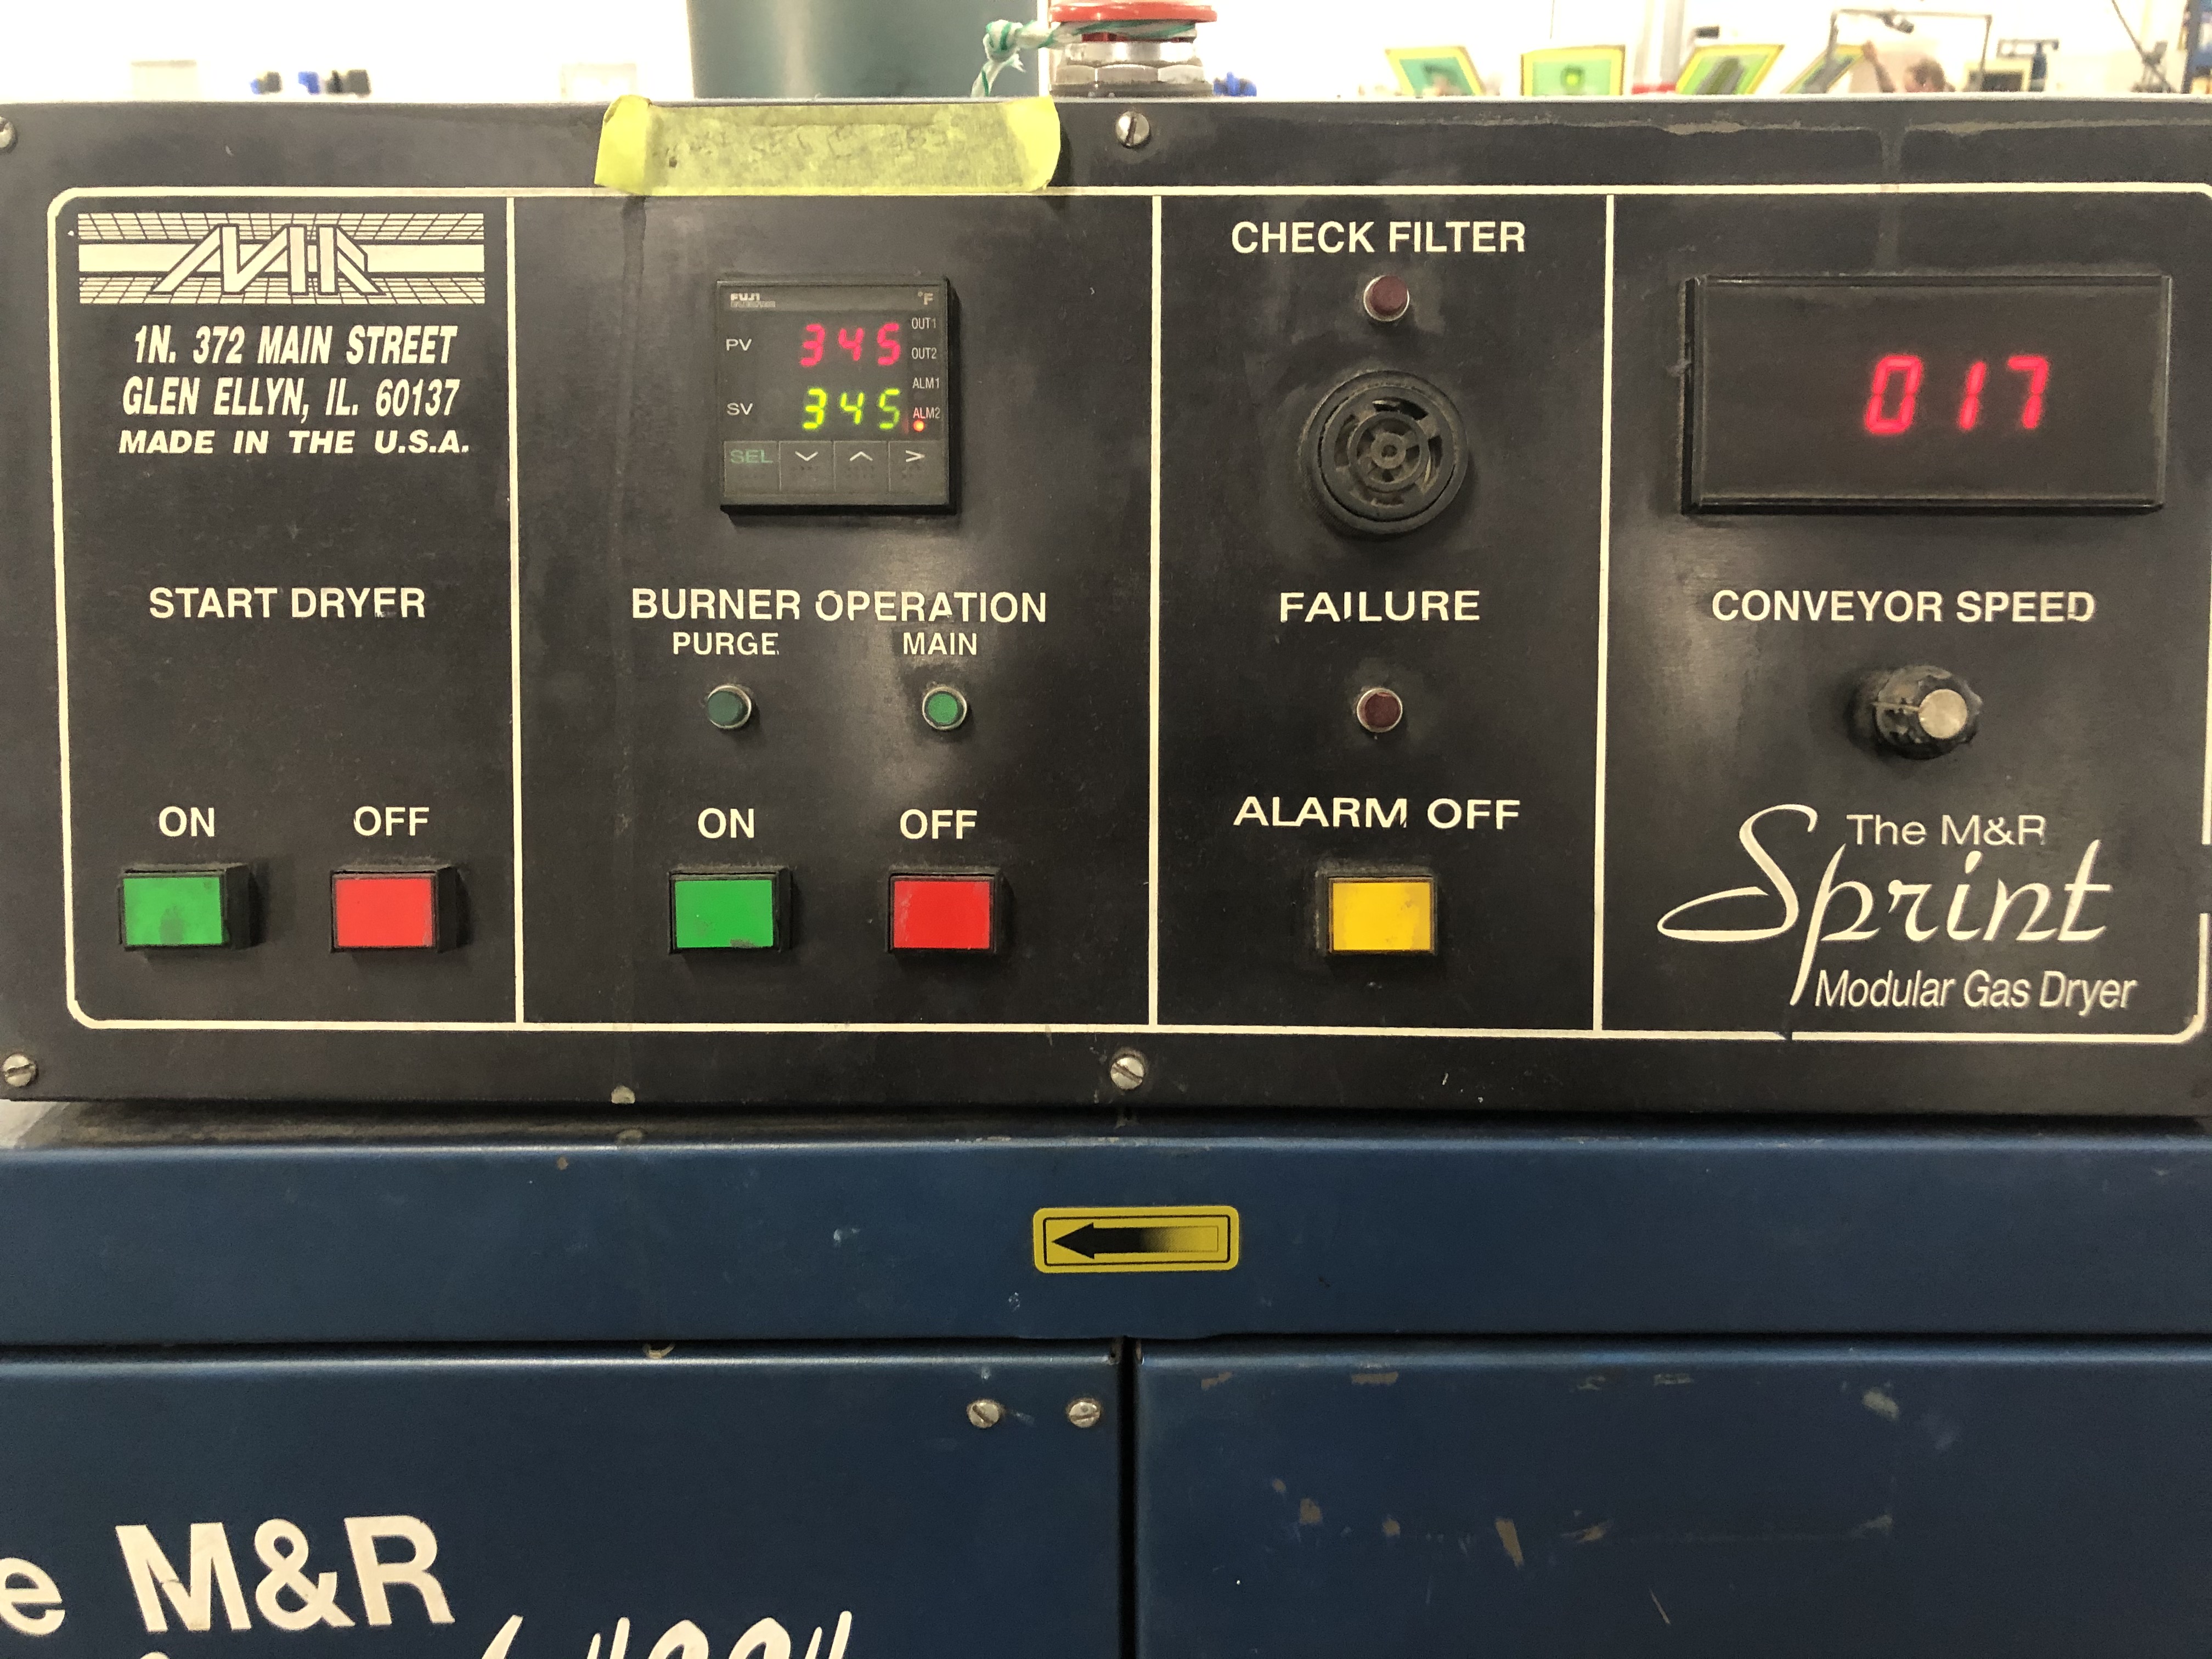 M&R
1N. 372 MAIN STREET
GLEN ELLYN, IL. 60137
MADE IN THE U.S.A.
START DRYER
ON OFF
FUJI °F
PV 345
SV 345
OUT1
OUT2
ALM1
ALM2
SEL
BURNER OPERATION
PURGE MAIN
ON OFF
CHECK FILTER
FAILURE
ALARM OFF
017
CONVEYOR SPEED
The M&R
Sprint
Modular Gas Dryer
e M&R